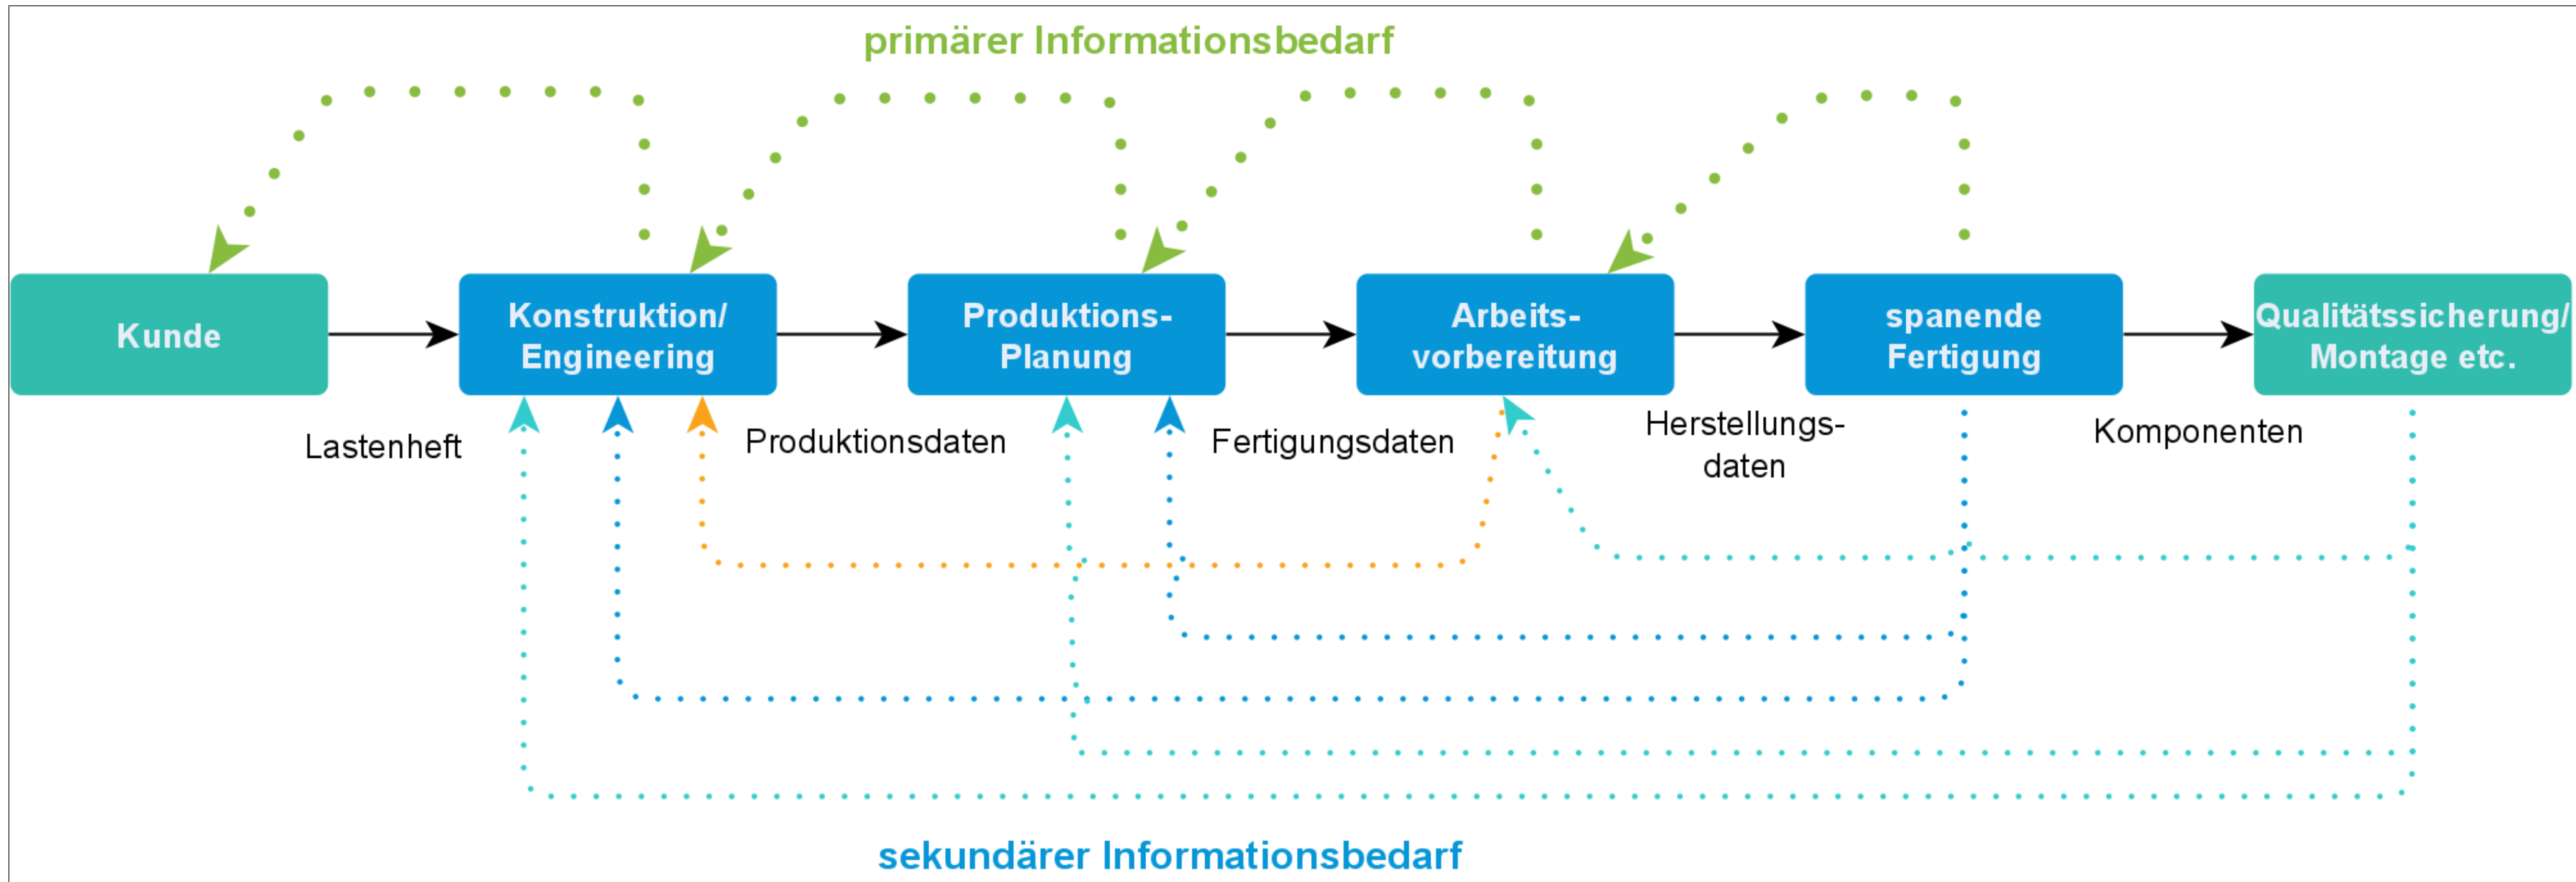 primärer Informationsbedarf
Kunde
Konstruktion/
Engineering
Produktions-
Planung
Arbeits-
vorbereitung
spanende
Fertigung
Qualitätssicherung/
Montage etc.
Lastenheft
Produktionsdaten
Fertigungsdaten
Herstellungs-
daten
Komponenten
sekundärer Informationsbedarf